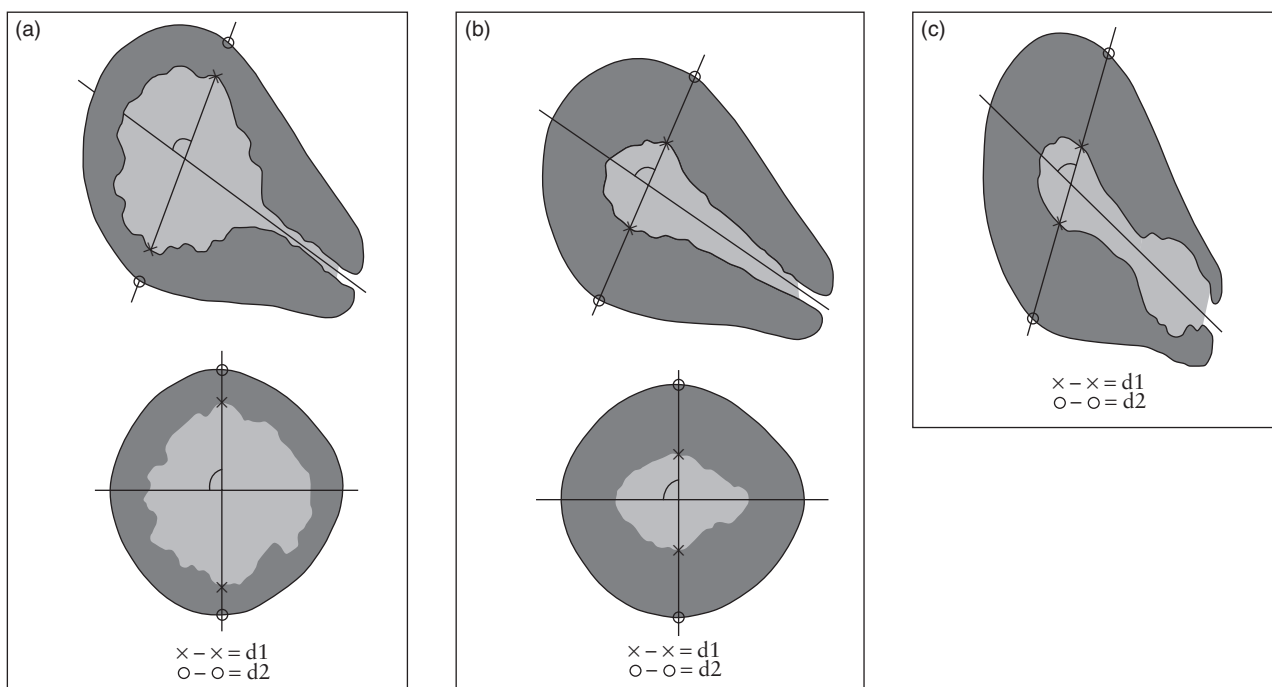 (a)
× – × = d1
○ – ○ = d2
(b)
× – × = d1
○ – ○ = d2
(c)
× – × = d1
○ – ○ = d2